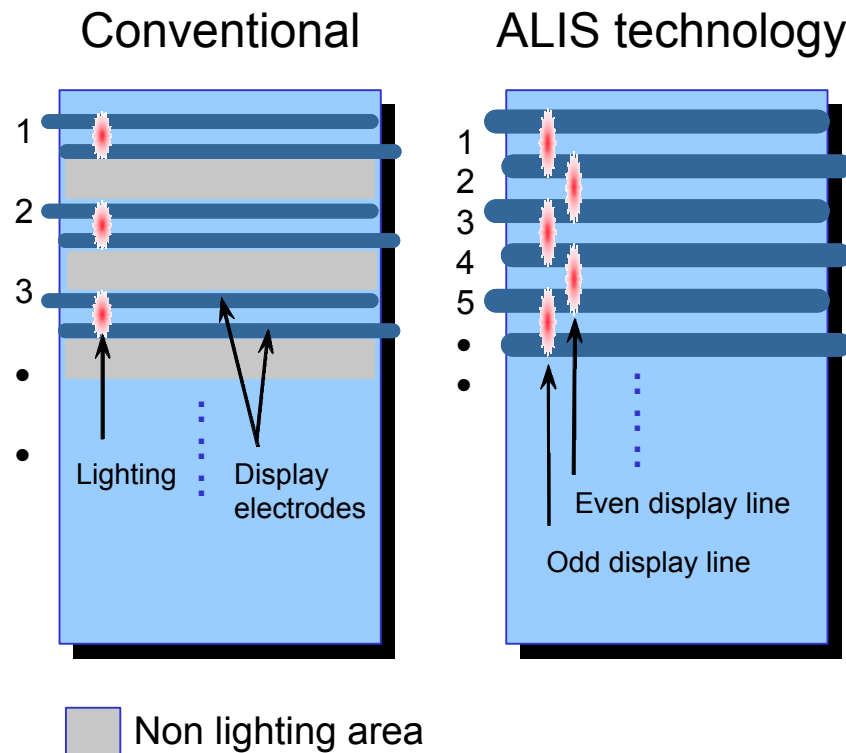 Conventional
1
2
3
•
•
Lighting
Display
electrodes
ALIS technology
1
2
3
4
5
•
•
Even display line
Odd display line
Non lighting area